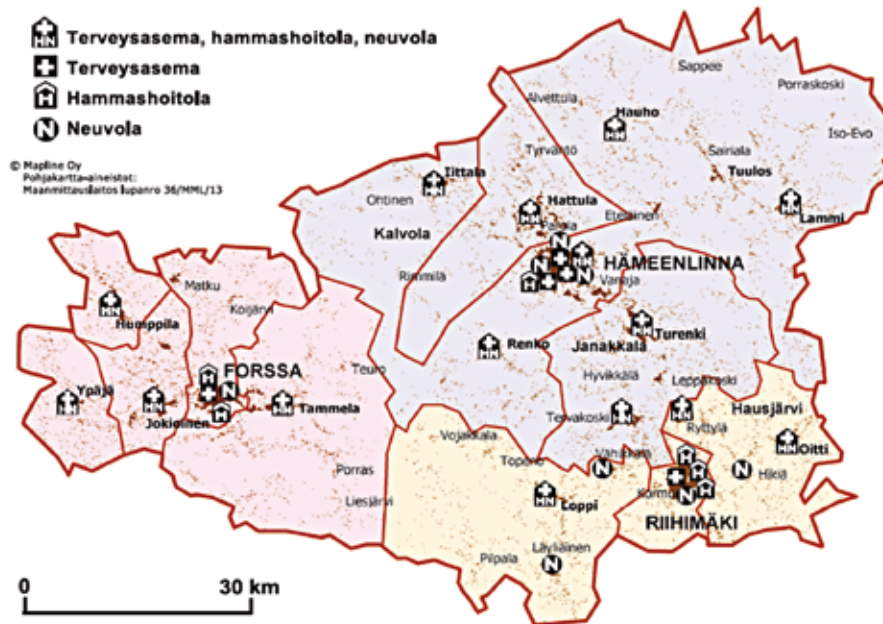 Terveysasema, hammashoitola, neuvola
Terveysasema
Hammashoitola
Neuvola
© Mapline Oy
Pohjakartta-aineistot:
Maanmittauslaitos lupanro 36/MML/13
Sappee
Porraskoski
Alvettula
Hauho
Iso-Evo
Tyrväntö
Sairiala
Tuulos
Iittala
Ohtinen
Hattula
Lammi
Eteläinen
Parola
Kalvola
HÄMEENLINNA
Rimmilä
Vanaja
Matku
Koijärvi
Humppila
Turenki
Renko
Janakkala
Teuro
Hyvikkälä
FORSSA
Leppäkoski
Ypäjä
Hausjärvi
Tammela
Jokioinen
Tervakoski
Ryttylä
Vojakkala
Vähikkälä
Oitti
Topeno
Porras
Hikiä
Kormu
Liesjärvi
Loppi
RIIHIMÄKI
Pilpala
Läyliäinen
0 30 km
HN
H
N